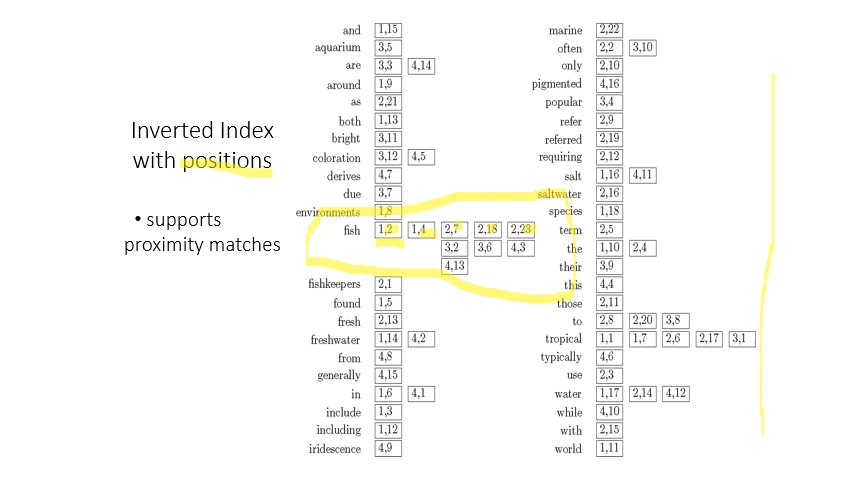 Inverted Index
with positions
• supports
proximity matches
and 1,15
aquarium 3,5
are 3,3 4,14
around 1,9
as 2,21
both 1,13
bright 3,11
coloration 3,12 4,5
derives 4,7
due 3,7
environments 1,8
fish 1,2 1,4 2,7 2,18 2,23
3,2 3,6 4,3
4,13
fishkeepers 2,1
found 1,5
fresh 2,13
freshwater 1,14 4,2
from 4,8
generally 4,15
in 1,6 4,1
include 1,3
including 1,12
iridescence 4,9
marine 2,22
often 2,2 3,10
only 2,10
pigmented 4,16
popular 3,4
refer 2,9
referred 2,19
requiring 2,12
salt 1,16 4,11
saltwater 2,16
species 1,18
term 2,5
the 1,10 2,4
their 3,9
this 4,4
those 2,11
to 2,8 2,20 3,8
tropical 1,1 1,7 2,6 2,17 3,1
typically 4,6
use 2,3
water 1,17 2,14 4,12
while 4,10
with 2,15
world 1,11